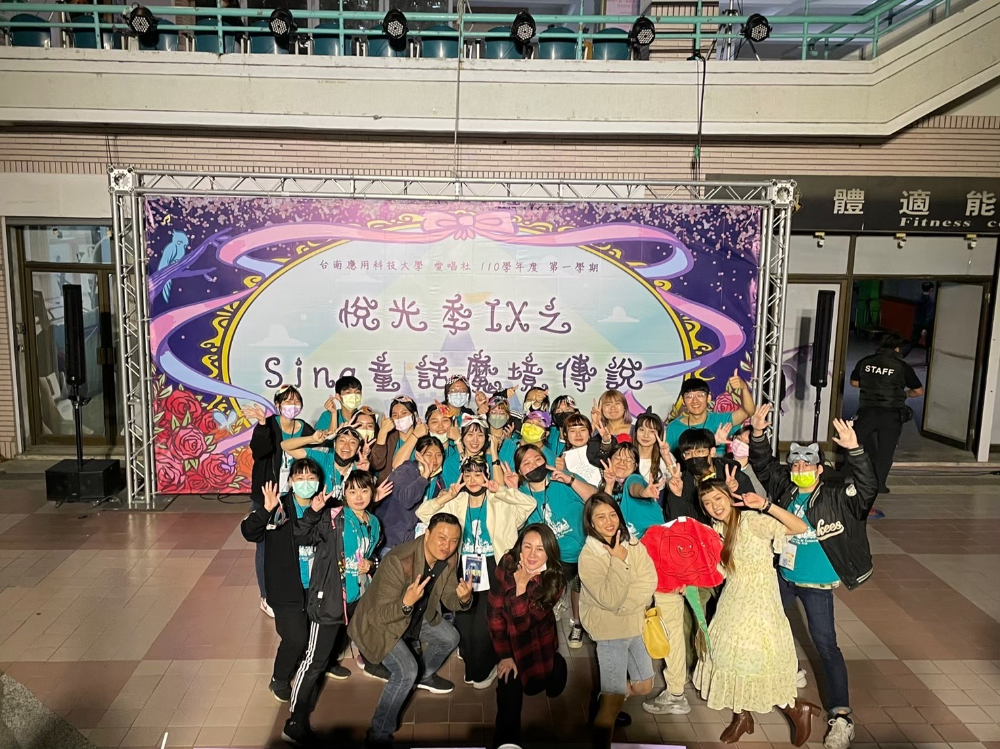 體適能
Fitness c
台南應用科技大學 愛唱社 110學年度 第一學期
悅光季IX之
Sing童話魔境傳說
STAFF
kees